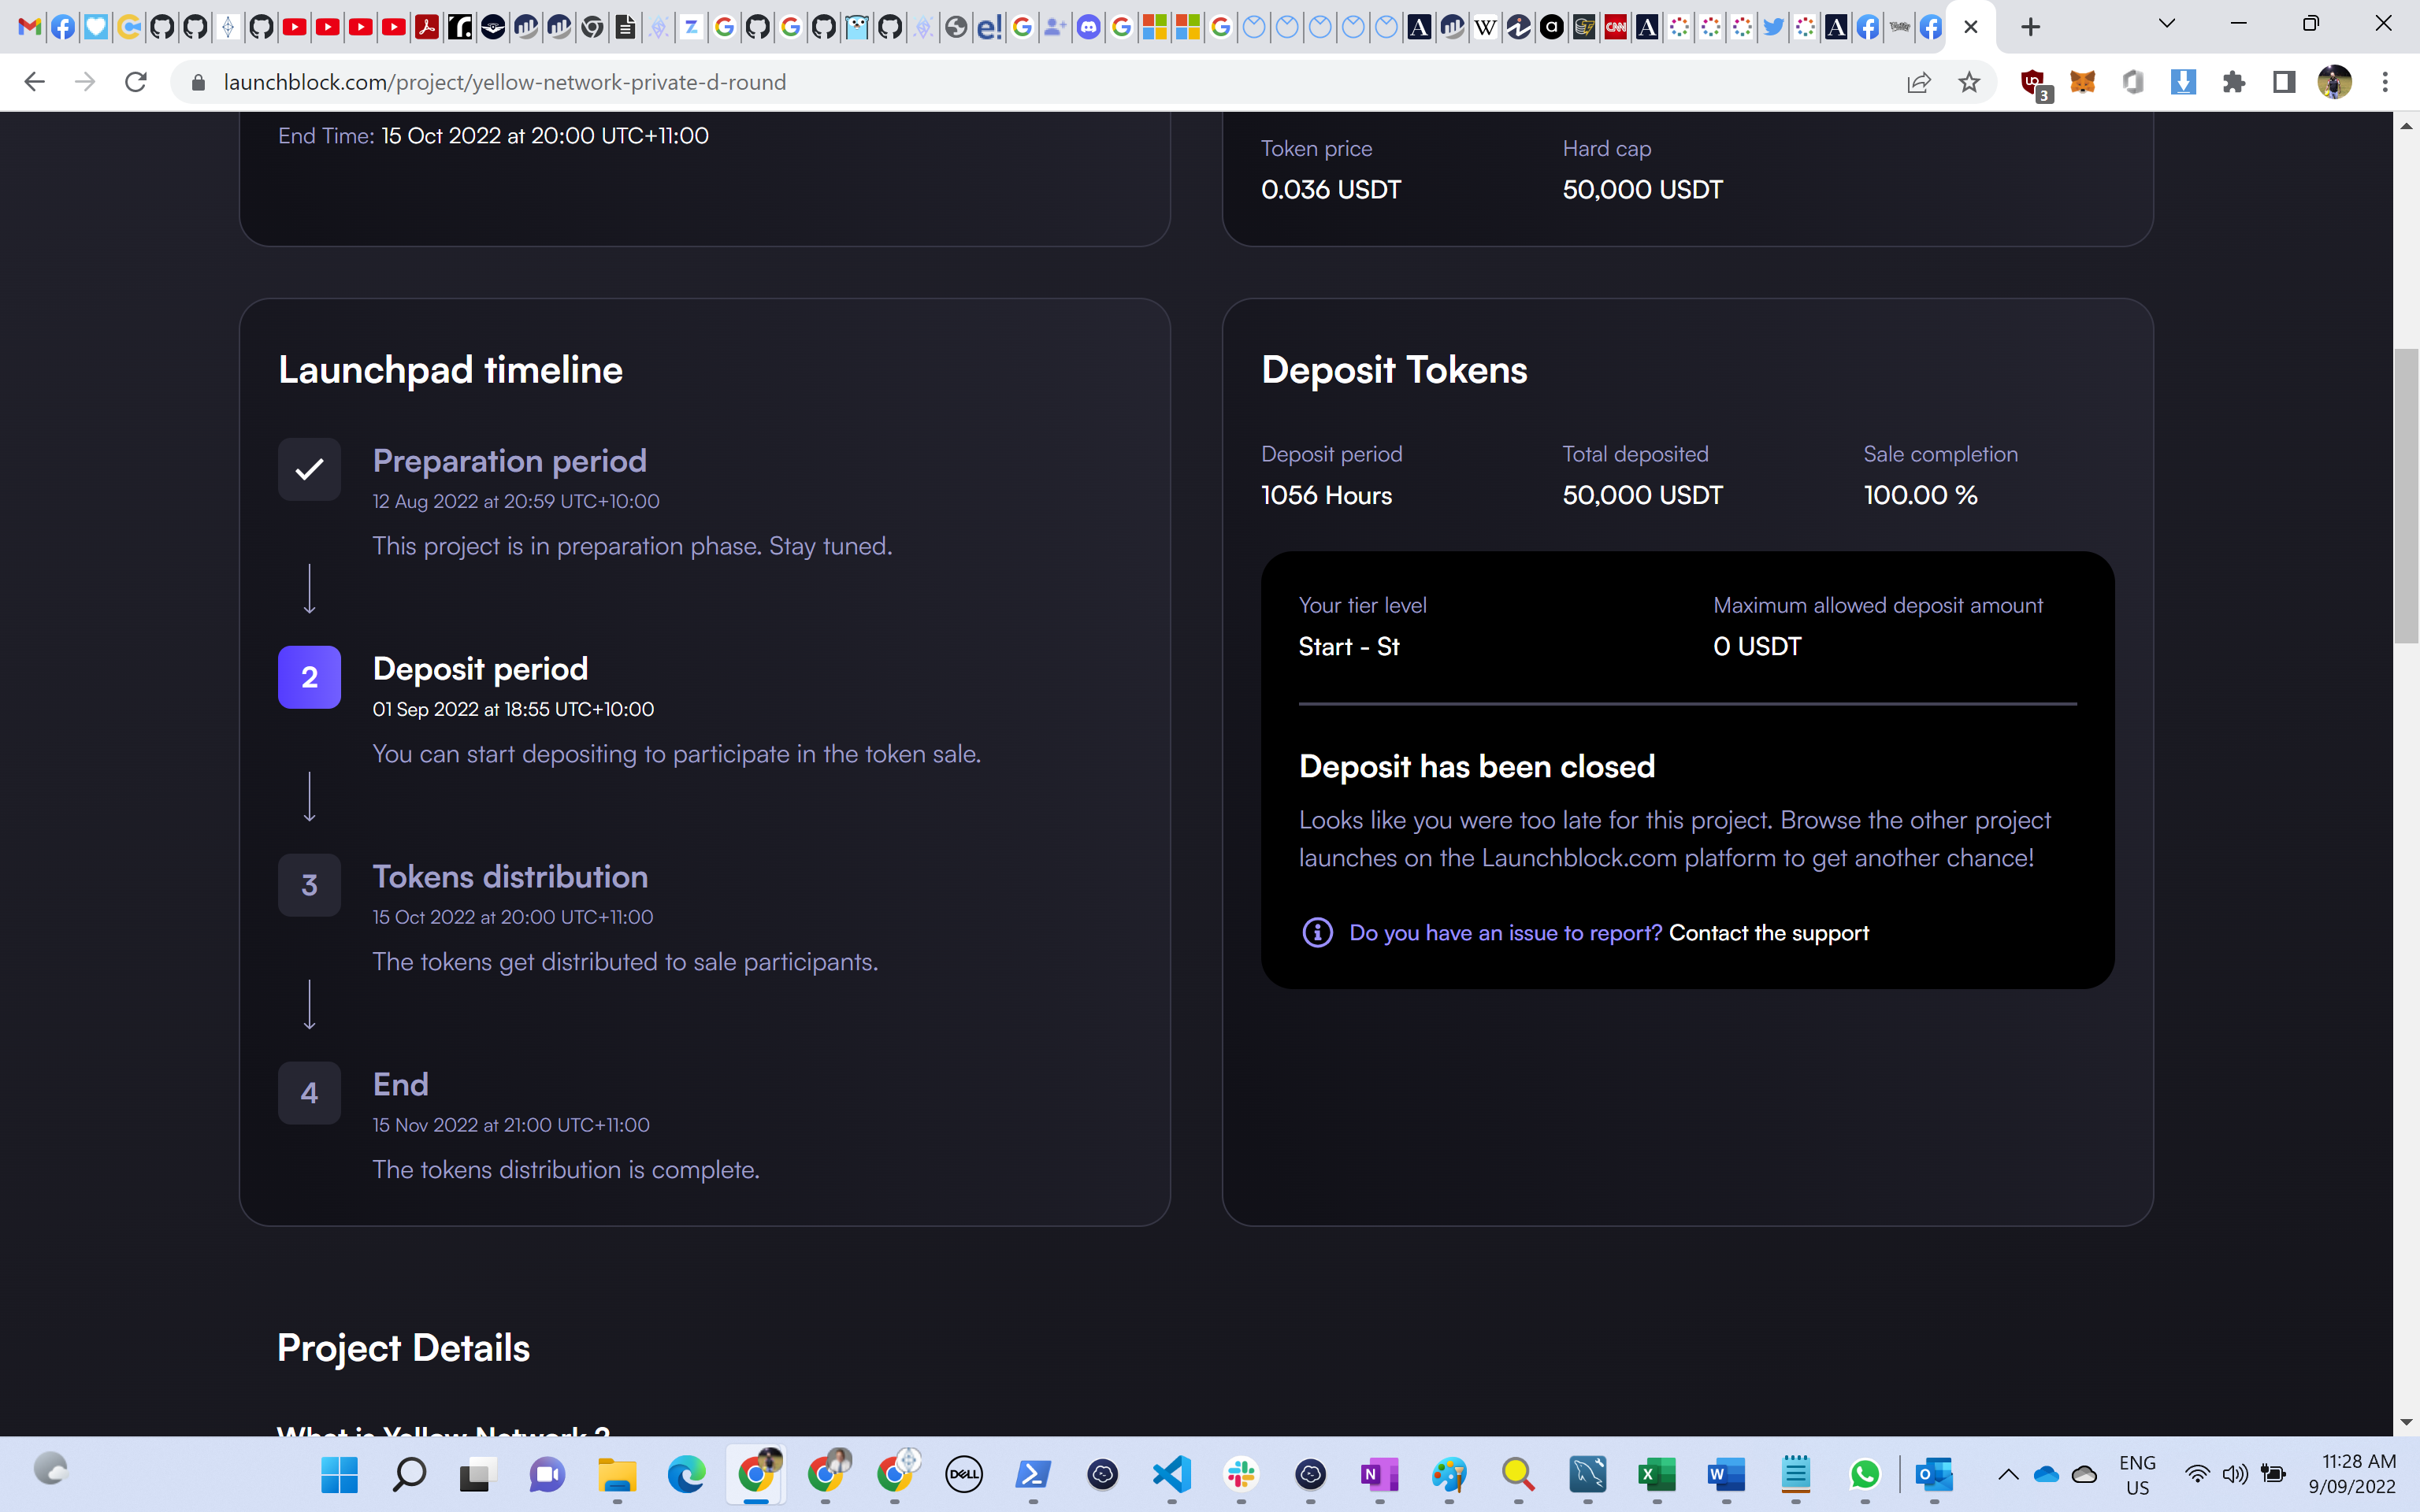 launchblock.com/project/yellow-network-private-d-round
3
End Time: 15 Oct 2022 at 20:00 UTC+11:00
Token price
0.036 USDT
Hard cap
50,000 USDT
Launchpad timeline
Preparation period
12 Aug 2022 at 20:59 UTC+10:00
This project is in preparation phase. Stay tuned.
2
Deposit period
01 Sep 2022 at 18:55 UTC+10:00
You can start depositing to participate in the token sale.
3
Tokens distribution
15 Oct 2022 at 20:00 UTC+11:00
The tokens get distributed to sale participants.
4
End
15 Nov 2022 at 21:00 UTC+11:00
The tokens distribution is complete.
Deposit Tokens
Deposit period
1056 Hours
Total deposited
50,000 USDT
Sale completion
100.00 %
Your tier level
Start - St
Maximum allowed deposit amount
0 USDT
Deposit has been closed
Looks like you were too late for this project. Browse the other project
launches on the Launchblock.com platform to get another chance!
Do you have an issue to report? Contact the support
Project Details
What is Yellow Network ?
DELL
ENG
US
11:28 AM
9/09/2022